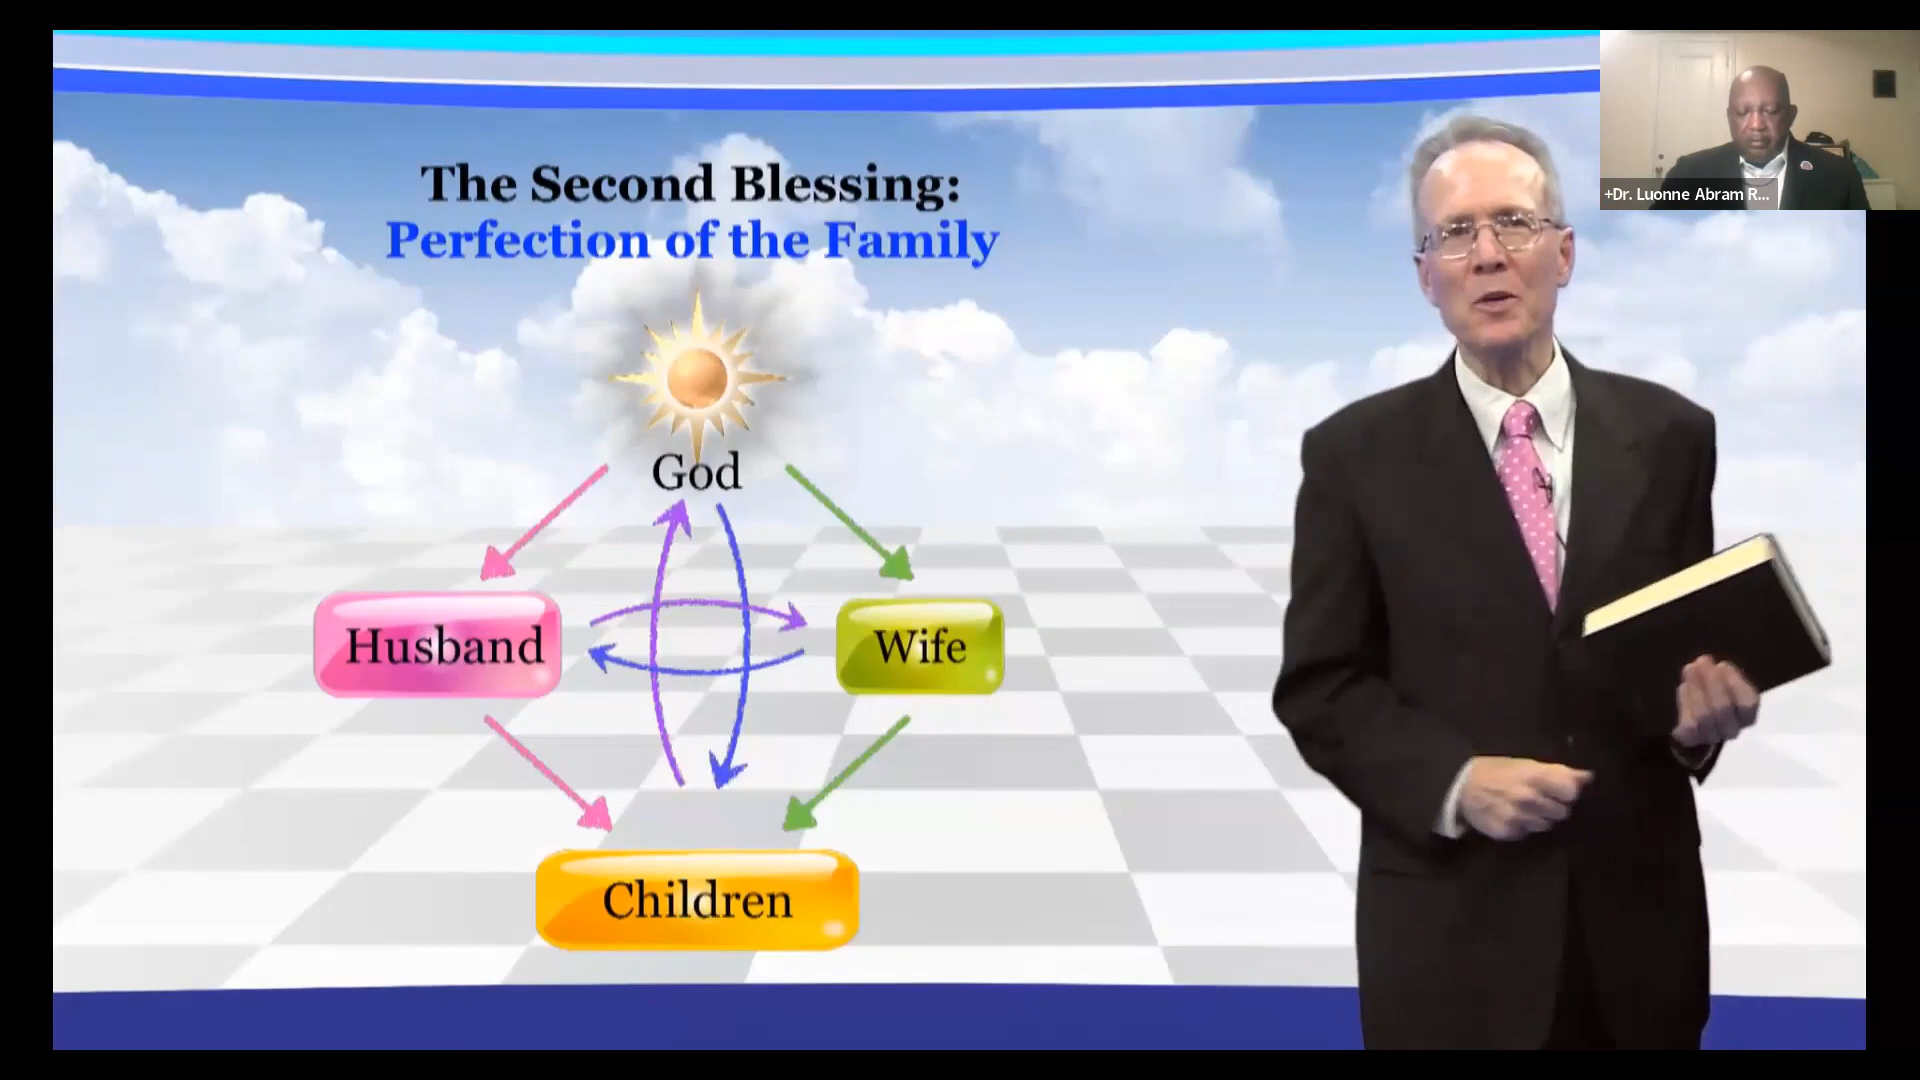 The Second Blessing:
Perfection of the Family
God
Husband
Wife
Children
+Dr. Luonne Abram R...